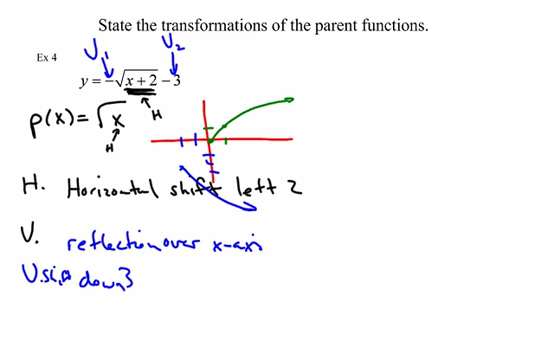 State the transformations of the parent functions.
V1 V2
Ex 4
y = -√x + 2 - 3
H
p(x) = √x
H
H. Horizontal shift left 2
V. reflection over x-axis
down 3